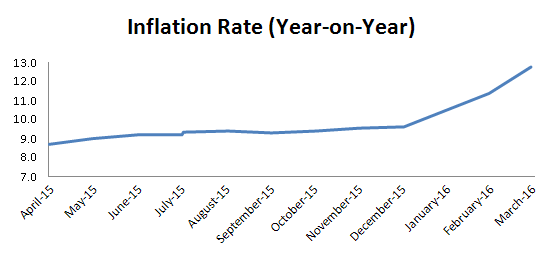 Inflation Rate (Year-on-Year)
13.0
12.0
11.0
10.0
9.0
8.0
7.0
April-15
May-15
June-15
July-15
August-15
September-15
October-15
November-15
December-15
January-16
February-16
March-16